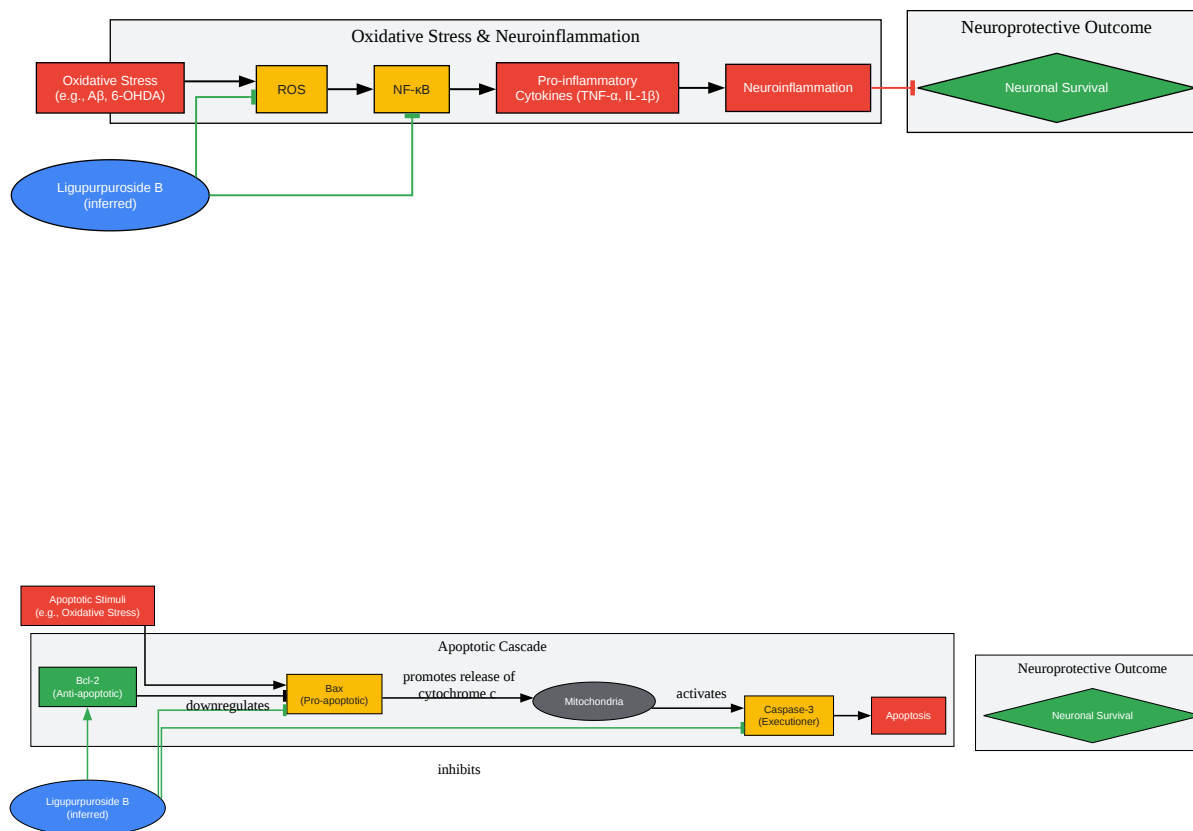 Oxidative Stress & Neuroinflammation
Neuroprotective Outcome
Oxidative Stress
(e.g., Aβ, 6-OHDA)
ROS
NF-κB
Pro-inflammatory
Cytokines (TNF-α, IL-1β)
Neuroinflammation
Neuronal Survival
Ligupurpuroside B
(inferred)
Apoptotic Stimuli
(e.g., Oxidative Stress)
Apoptotic Cascade
Neuroprotective Outcome
Bcl-2
(Anti-apoptotic)
downregulates
Bax
(Pro-apoptotic)
promotes release of
cytochrome c
Mitochondria
activates
Caspase-3
(Executioner)
Apoptosis
Neuronal Survival
inhibits
Ligupurpuroside B
(inferred)